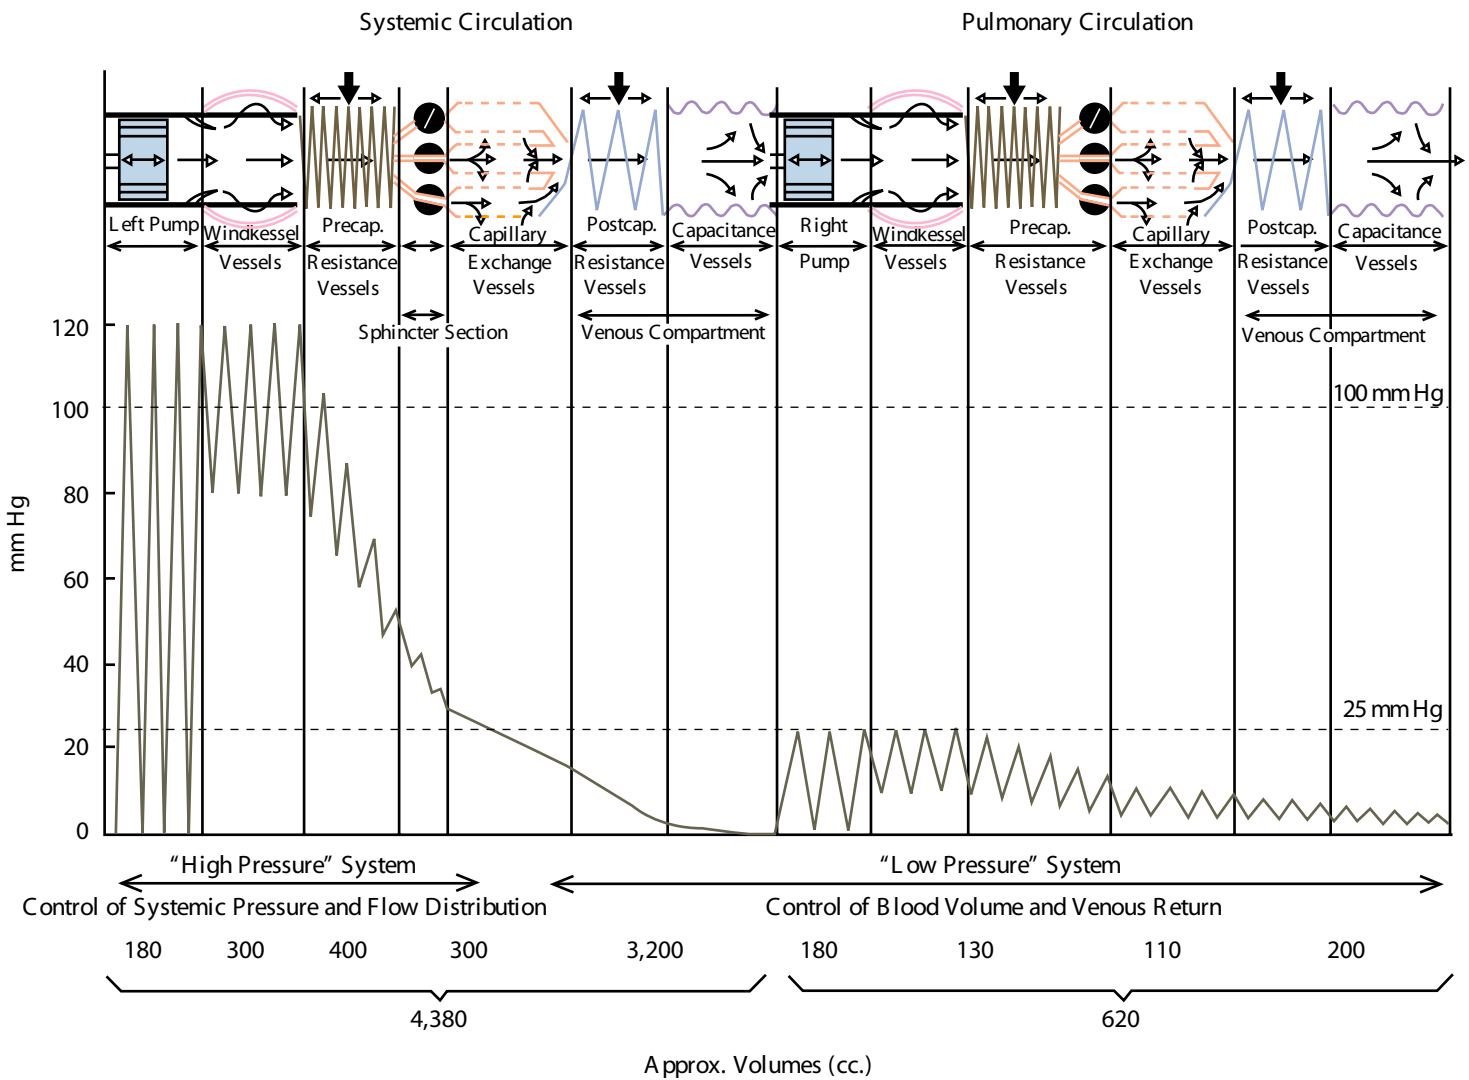 Systemic Circulation
Pulmonary Circulation
Left Pump
Windkessel
Vessels
Precap.
Resistance
Vessels
Sphincter Section
Capillary
Exchange
Vessels
Postcap.
Resistance
Vessels
Capacitance
Vessels
Venous Compartment
Right
Pump
Windkessel
Vessels
Precap.
Resistance
Vessels
Capillary
Exchange
Vessels
Postcap.
Resistance
Vessels
Capacitance
Vessels
Venous Compartment
mm Hg
120
100
80
60
40
20
0
100 mm Hg
25 mm Hg
“High Pressure” System
“Low Pressure” System
Control of Systemic Pressure and Flow Distribution
Control of Blood Volume and Venous Return
180 300 400 300 3,200 180 130 110 200
4,380 620
Approx. Volumes (cc.)